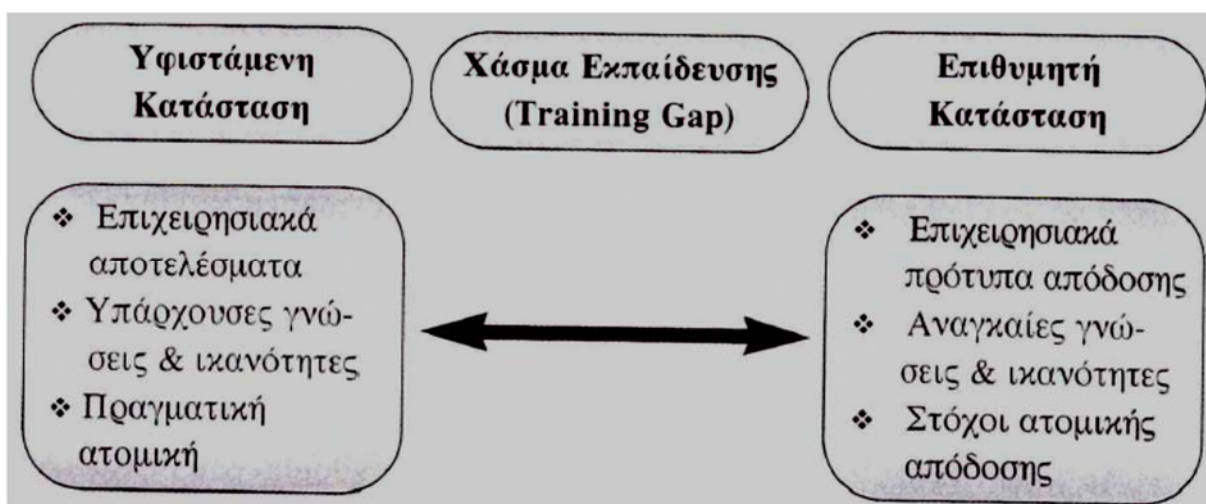 Υφιστάμενη
Κατάσταση
Χάσμα Εκπαίδευσης
(Training Gap)
Επιθυμητή
Κατάσταση
❖ Επιχειρησιακά
αποτελέσματα
❖ Υπάρχουσες γνώ-
σεις & ικανότητες
❖ Πραγματική
ατομική
❖ Επιχειρησιακά
πρότυπα απόδοσης
❖ Αναγκαίες γνώ-
σεις & ικανότητες
❖ Στόχοι ατομικής
απόδοσης